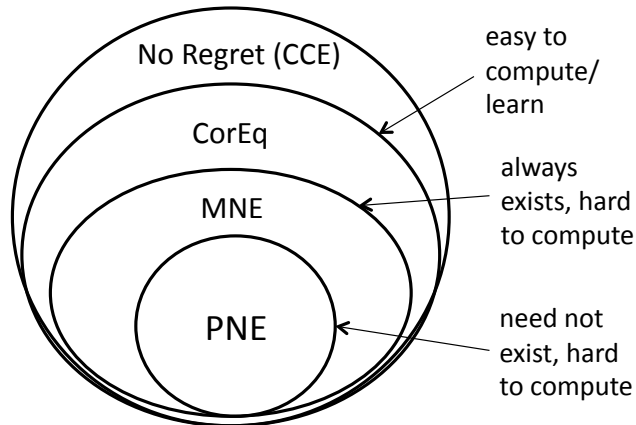 No Regret (CCE)
easy to
compute/
learn
CorEq
always
exists, hard
to compute
MNE
PNE
need not
exist, hard
to compute